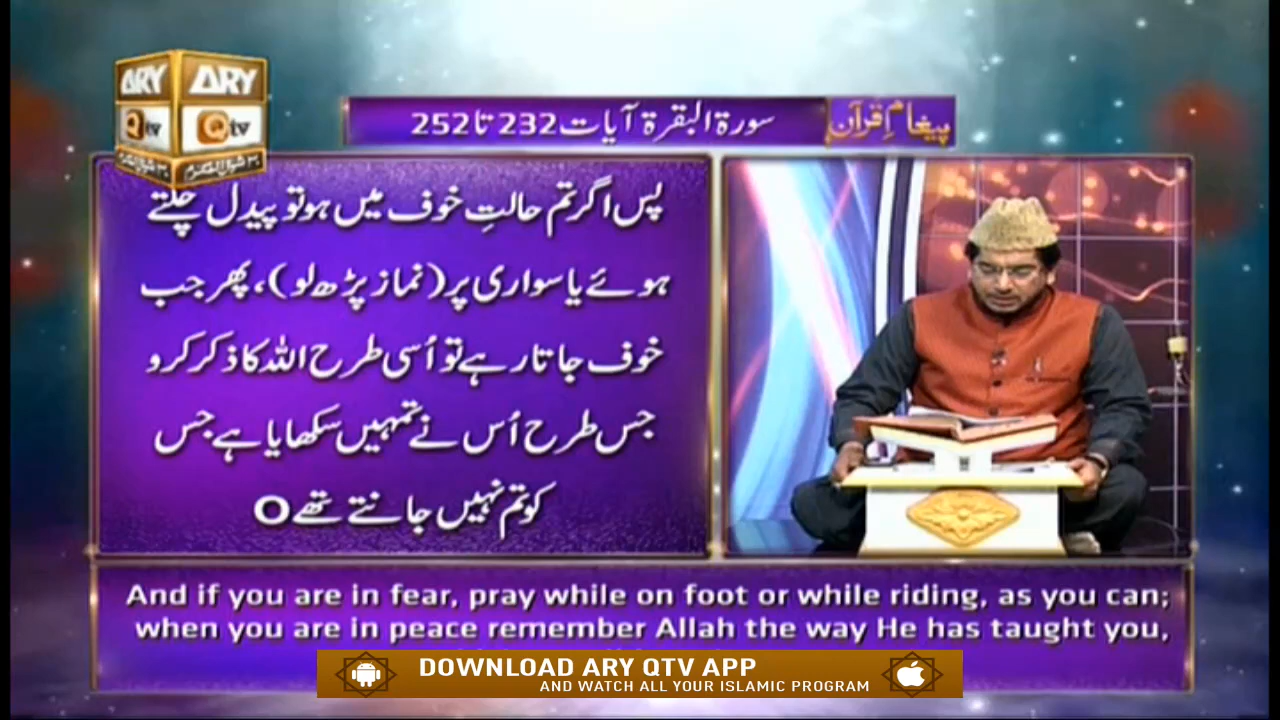 ARY ARY
Qtv Qtv
پیغامِ قرآن
سورۃ البقرۃ آیات 232 تا 252
پس اگر تم حالتِ خوف میں ہو تو پیدل چلتے
ہوئے یا سواری پر (نماز پڑھ لو)، پھر جب
خوف جاتا رہے تو اُسی طرح اللہ کا ذکر کرو
جس طرح اُس نے تمہیں سکھایا ہے جس
کو تم نہیں جانتے تھے O
And if you are in fear, pray while on foot or while riding, as you can;
when you are in peace remember Allah the way He has taught you,
DOWNLOAD ARY QTV APP
AND WATCH ALL YOUR ISLAMIC PROGRAM